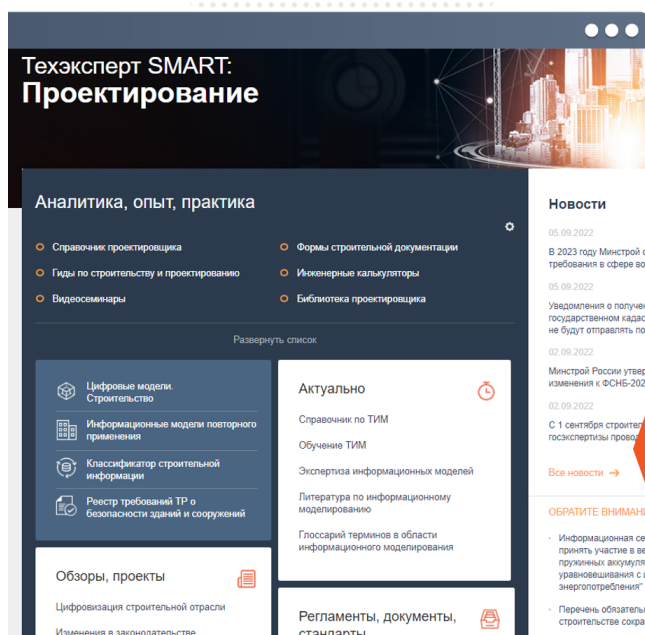 Техэксперт SMART:
Проектирование
Аналитика, опыт, практика
Справочник проектировщика
Гиды по строительству и проектированию
Видеосеминары
Формы строительной документации
Инженерные калькуляторы
Библиотека проектировщика
Развернуть список
Цифровые модели.
Строительство
Информационные модели повторного
применения
Классификатор строительной
информации
Реестр требований ТР о
безопасности зданий и сооружений
Обзоры, проекты
Цифровизация строительной отрасли
Изменения в законодательстве
Актуально
Справочник по ТИМ
Обучение ТИМ
Экспертиза информационных моделей
Литература по информационному
моделированию
Глоссарий терминов в области
информационного моделирования
Регламенты, документы,
стандарты
Новости
05.09.2022
В 2023 году Минстрой
требования в сфере
05.09.2022
Уведомления о
государственном
не будут отправлять
02.09.2022
Минстрой России
изменения к
02.09.2022
С 1 сентября
госэкспертизы
Все новости
ОБРАТИТЕ
Информационная
принять участие в
пружинных
уравновешивания с
энергопотребления"
Перечень
строительстве